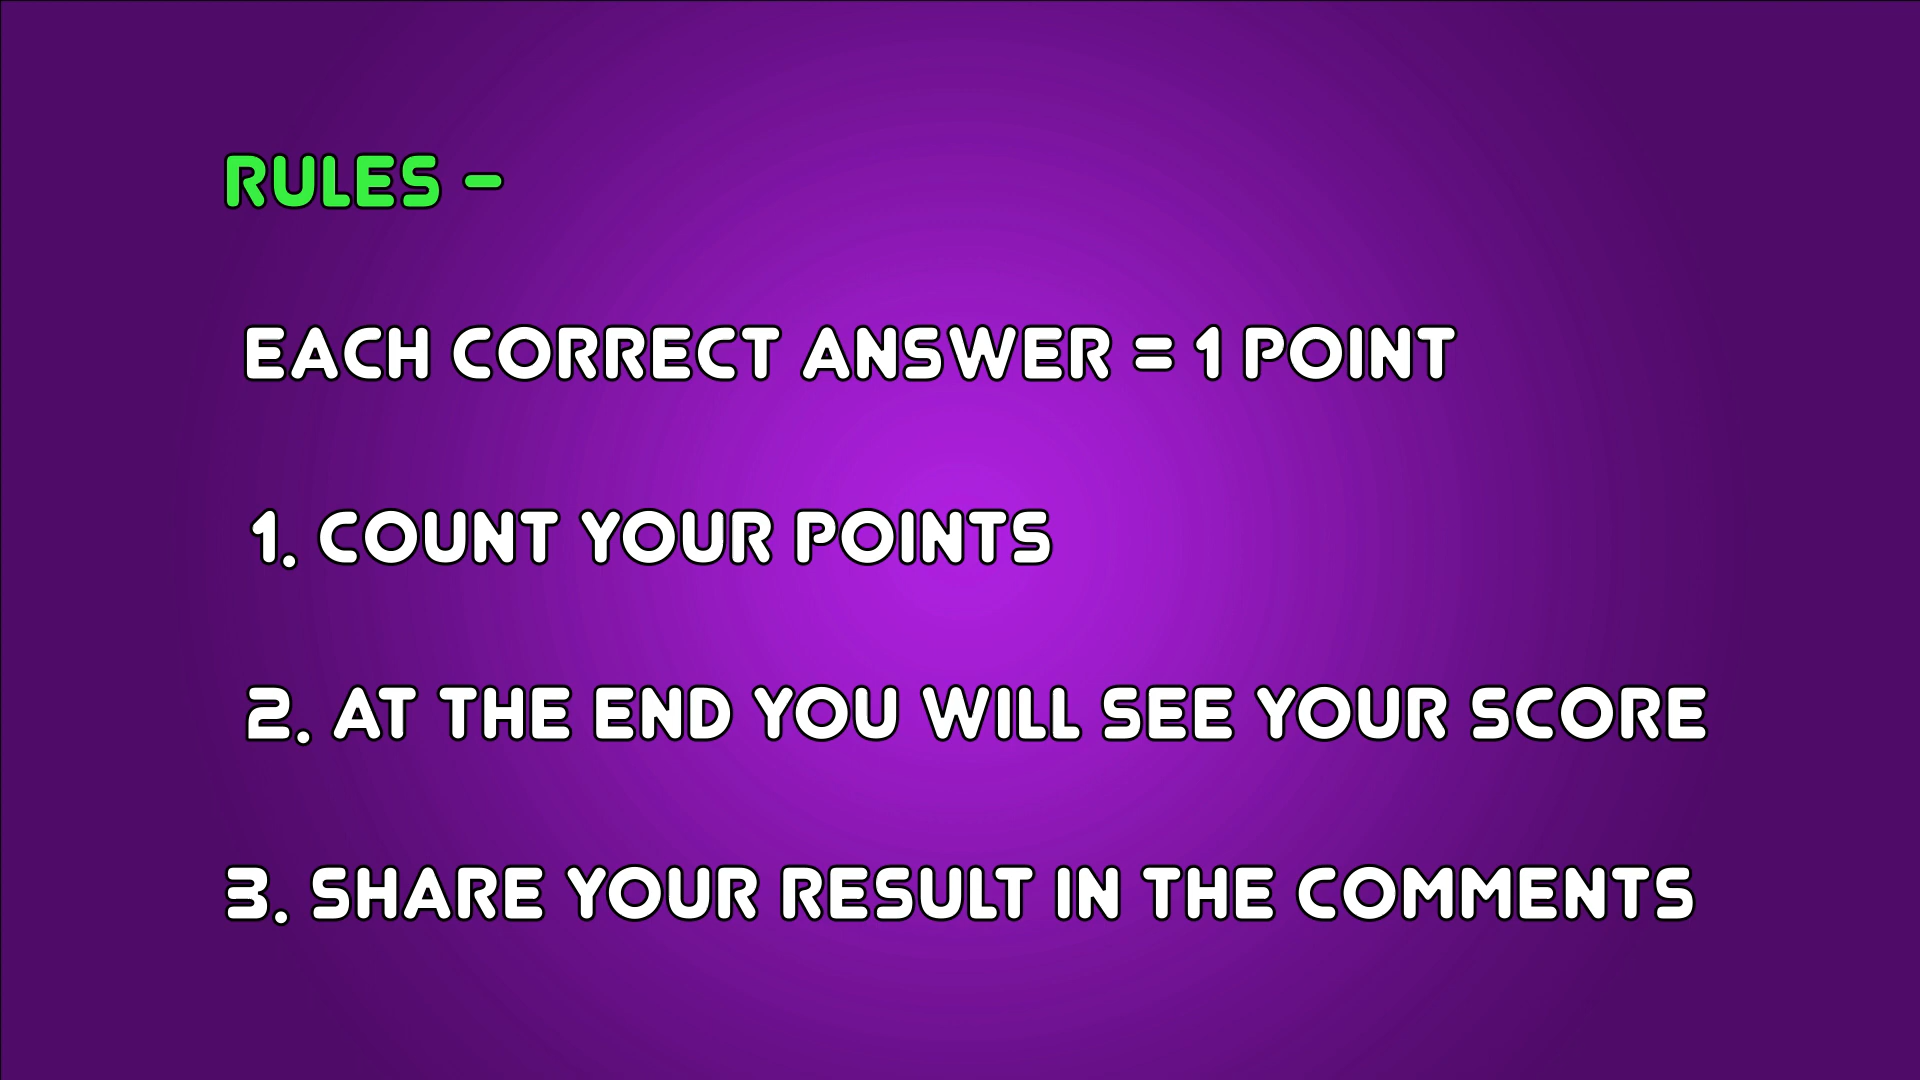 RULES -
EACH CORRECT ANSWER = 1 POINT
1. COUNT YOUR POINTS
2. AT THE END YOU WILL SEE YOUR SCORE
3. SHARE YOUR RESULT IN THE COMMENTS